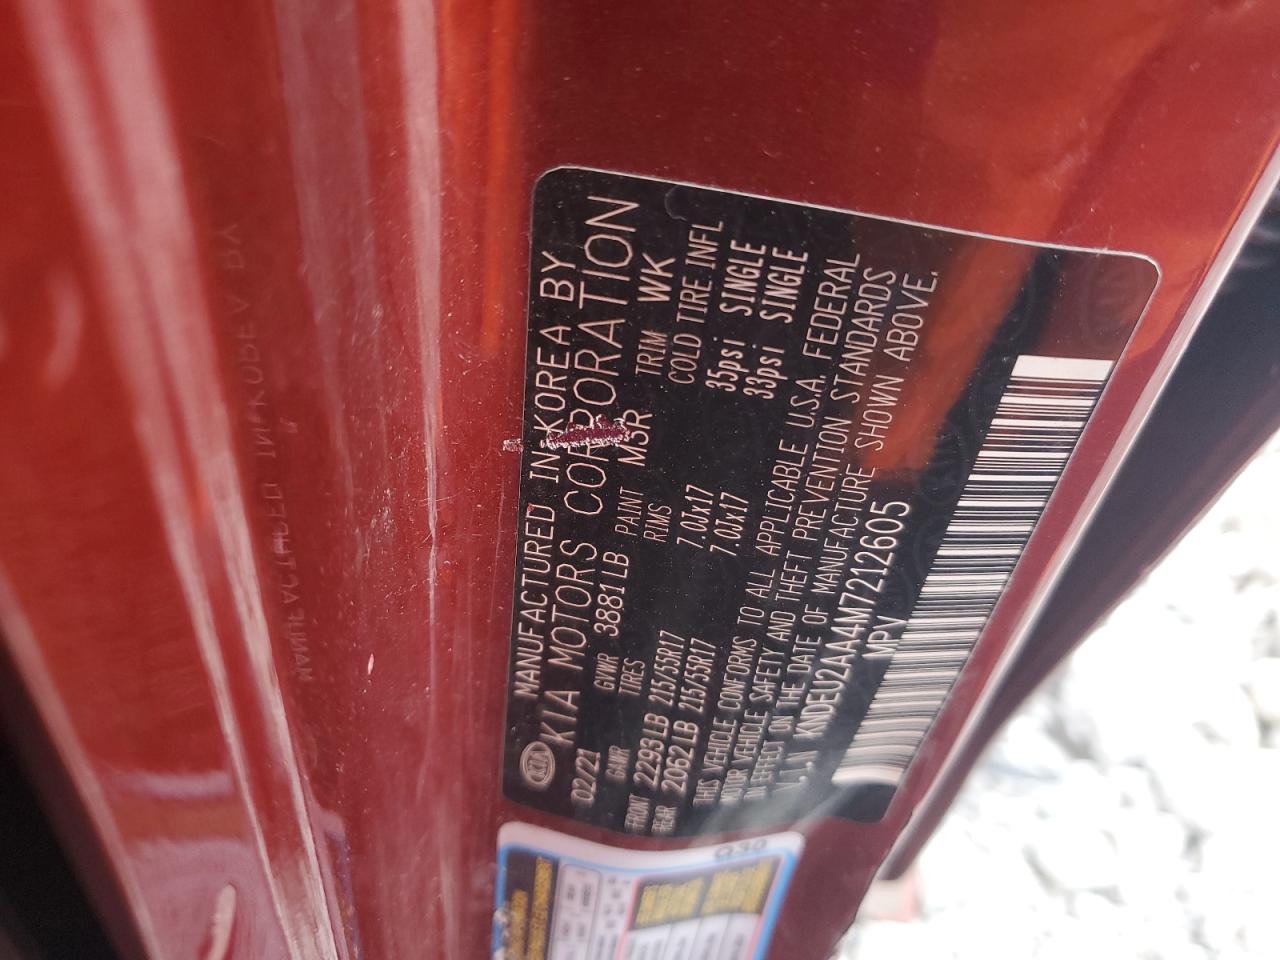 MANUFACTURED IN KOREA BY
KIA KIA MOTORS CORPORATION
02/21 GVWR 3881LB PAINT M3R TRIM WK
GAWR TIRES RIMS COLD TIRE.INFL
FRONT 2293LB 215/55R17 7.0Jx17 35psi SINGLE
REAR 2062LB 215/55R17 7.0Jx17 33psi SINGLE
THIS VEHICLE CONFORMS TO ALL APPLICABLE U.S.A. FEDERAL
MOTOR VEHICLE SAFETY AND THEFT PREVENTION STANDARDS
IN EFFECT ON THE DATE OF MANUFACTURE SHOWN ABOVE.
KNDEU2AA4M7212605
MPV